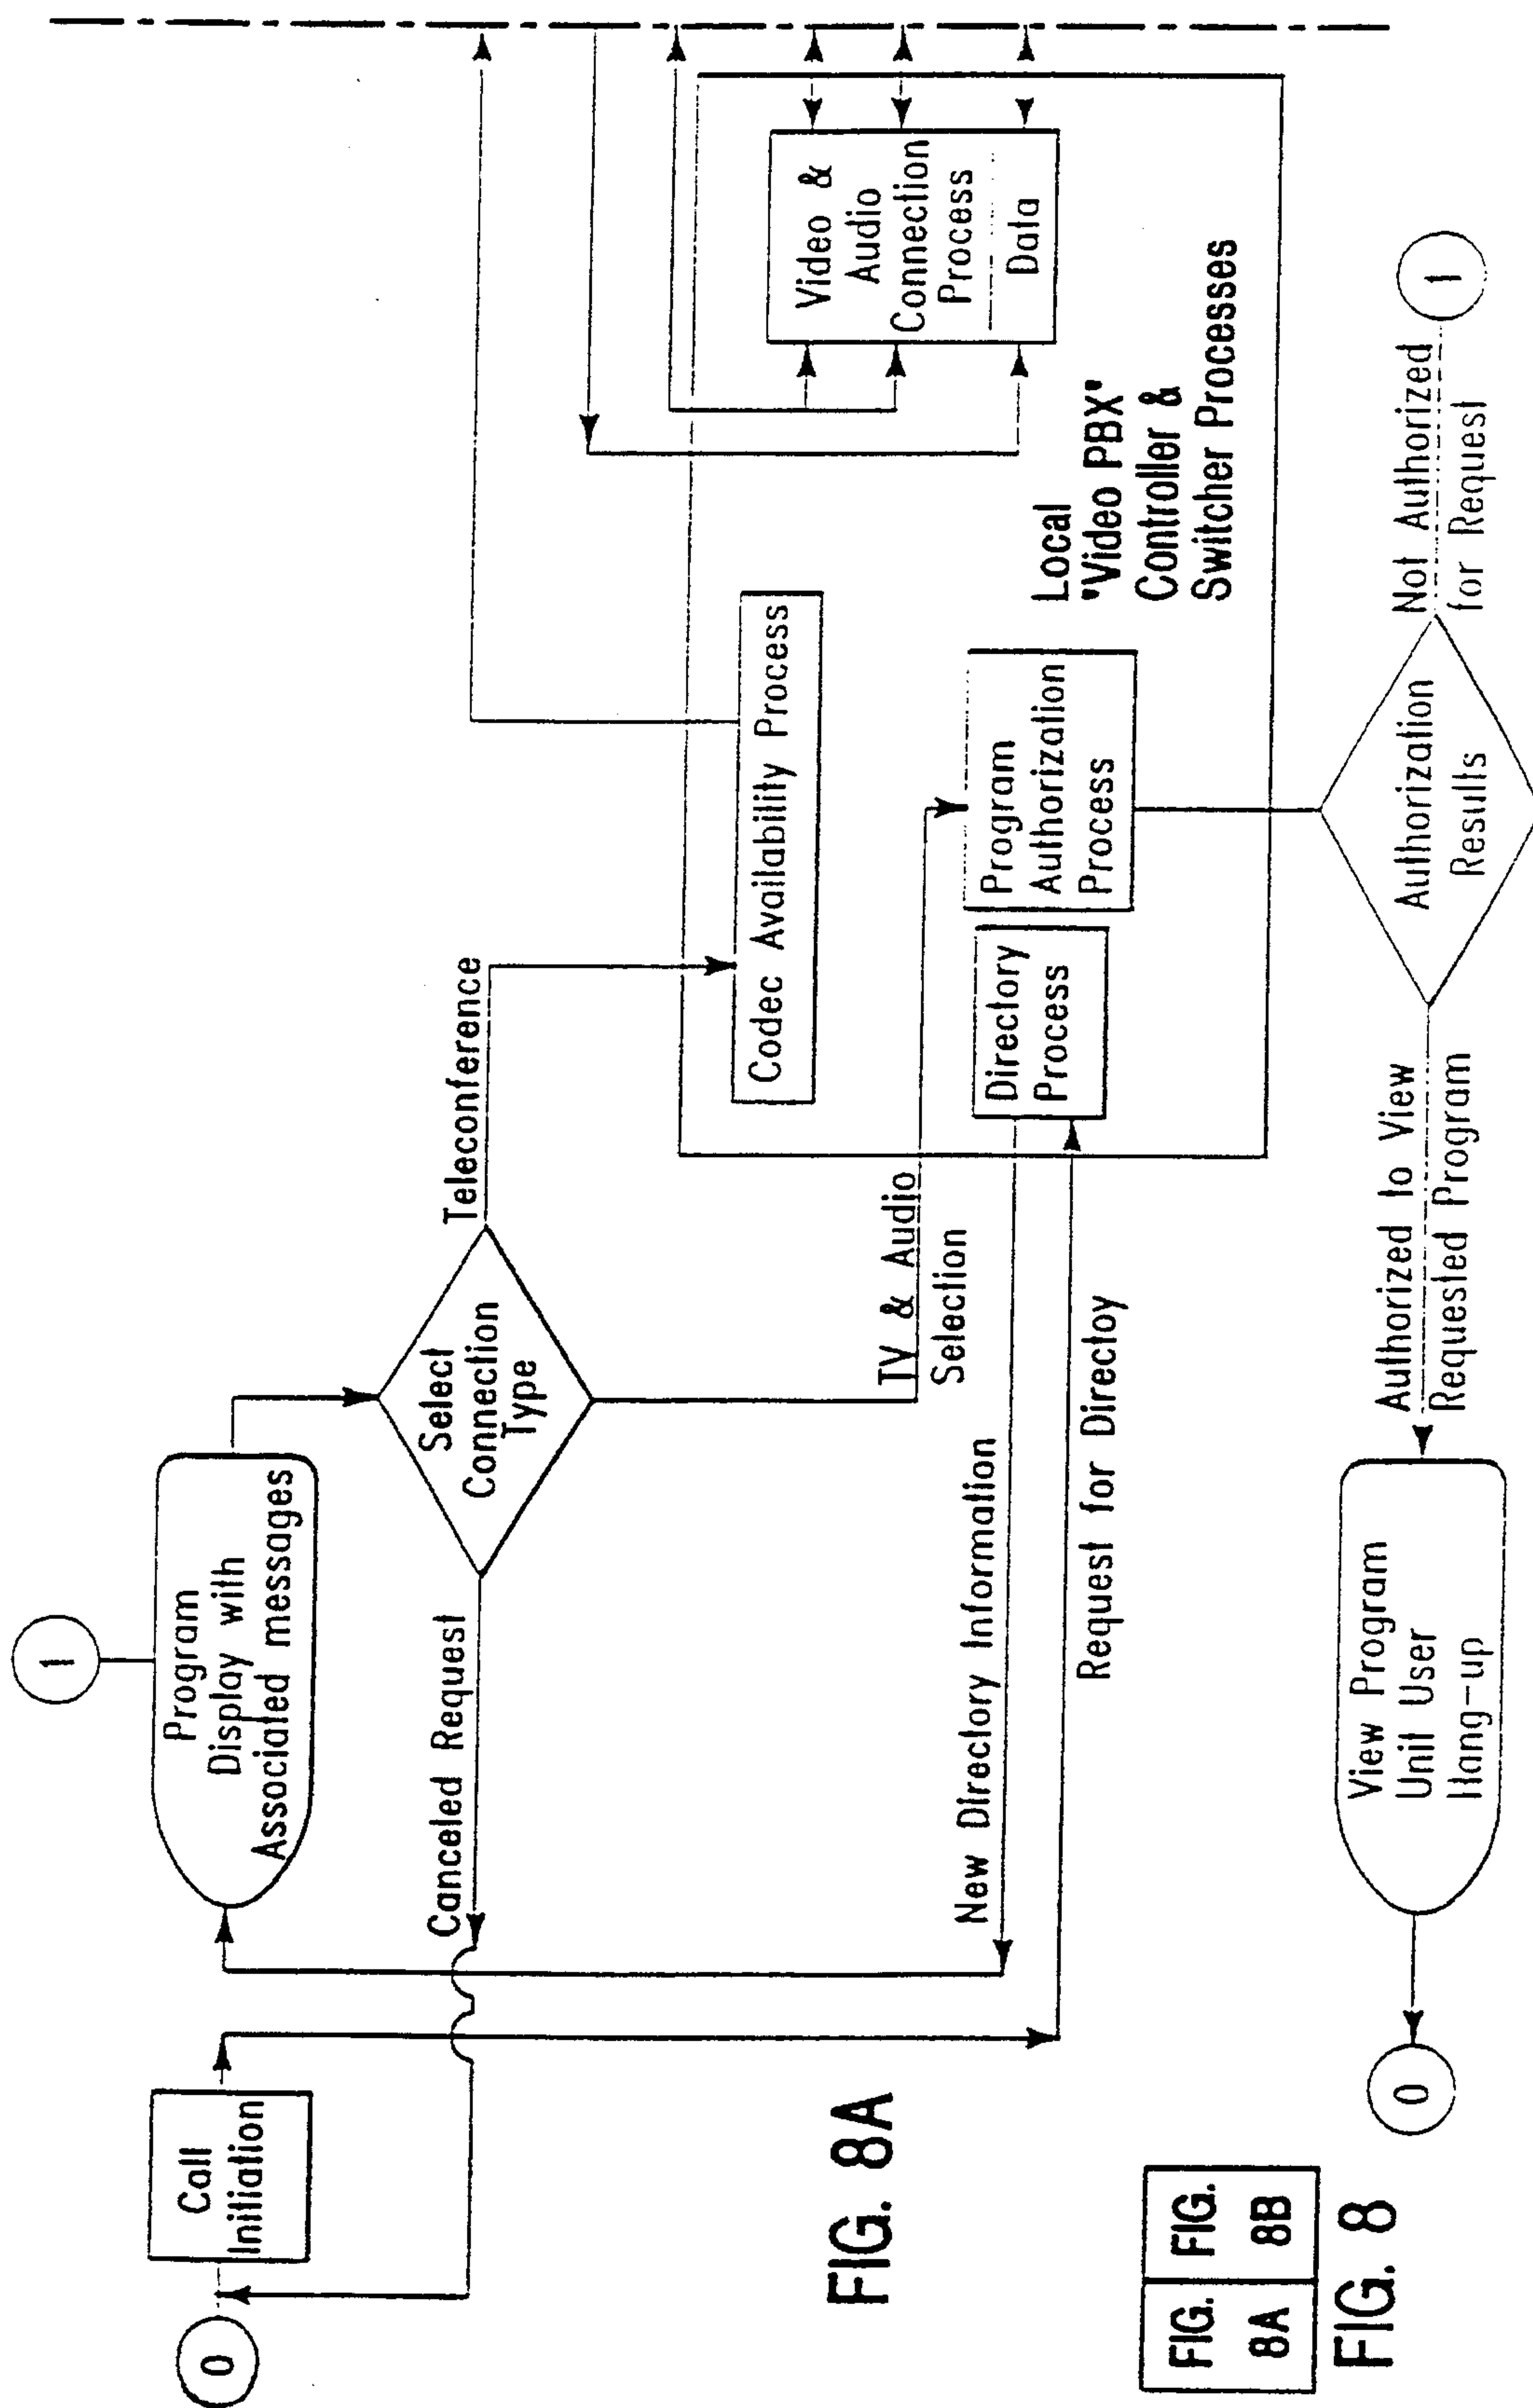 0
Call
Initiation
1
Program
Display with
Associated messages
Select
Connection
Type
Teleconference
Canceled Request
TV & Audio
Selection
New Directory Information
Request for Directoy
Codec Availability Process
Program
Authorization
Process
Directory
Process
Video &
Audio
Connection
Process
Data
Local
"Video PBX"
Controller &
Switcher Processes
Authorization
Results
Not Authorized
for Request
1
Authorized to View
Requested Program
View Program
Unit User
Hang-up
0
FIG. 8A
FIG.
8A
FIG.
8B
FIG. 8